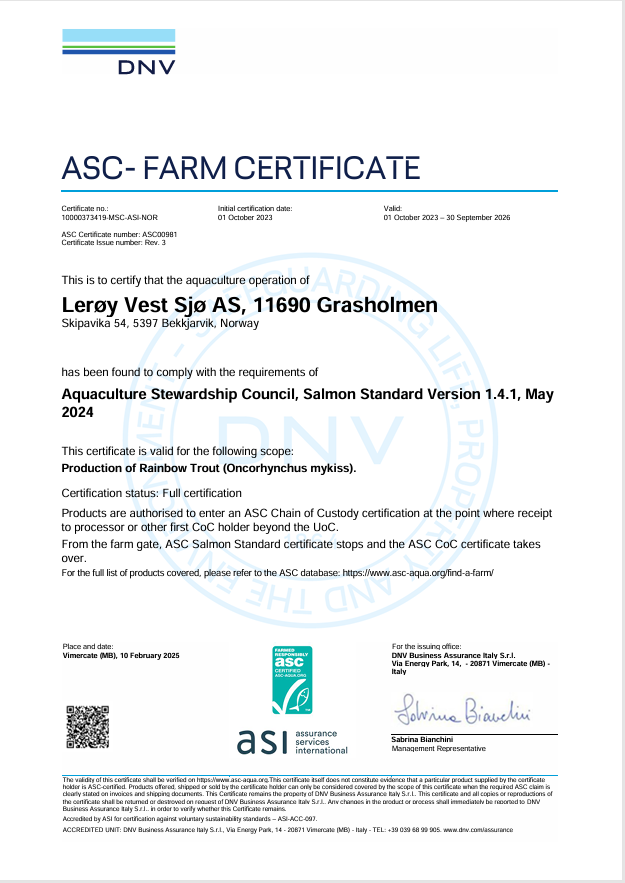 DNV
ASC- FARM CERTIFICATE
Certificate no.:
10000373419-MSC-ASI-NOR
Initial certification date:
01 October 2023
Valid:
01 October 2023 – 30 September 2026
ASC Certificate number: ASC00981
Certificate Issue number: Rev. 3
This is to certify that the aquaculture operation of
Lerøy Vest Sjø AS, 11690 Grasholmen
Skipavika 54, 5397 Bekkjarvik, Norway
has been found to comply with the requirements of
Aquaculture Stewardship Council, Salmon Standard Version 1.4.1, May
2024
This certificate is valid for the following scope:
Production of Rainbow Trout (Oncorhynchus mykiss).
Certification status: Full certification
Products are authorised to enter an ASC Chain of Custody certification at the point where receipt
to processor or other first CoC holder beyond the UoC.
From the farm gate, ASC Salmon Standard certificate stops and the ASC CoC certificate takes
over.
For the full list of products covered, please refer to the ASC database: https://www.asc-aqua.org/find-a-farm/
DNV
SAFEGUARDING LIFE, PROPERTY AND THE ENVIRONMENT
Place and date:
Vimercate (MB), 10 February 2025
FARMED
RESPONSIBLY
asc
CERTIFIED
ASC-AQUA.ORG
asi assurance
services
international
For the issuing office:
DNV Business Assurance Italy S.r.l.
Via Energy Park, 14, - 20871 Vimercate (MB) -
Italy
Sabrina Bianchini
Sabrina Bianchini
Management Representative
The validity of this certificate shall be verified on https://www.asc-aqua.org.This certificate itself does not constitute evidence that a particular product supplied by the certificate
holder is ASC-certified. Products offered, shipped or sold by the certificate holder can only be considered covered by the scope of this certificate when the required ASC claim is
clearly stated on invoices and shipping documents. This Certificate remains the property of DNV Business Assurance Italy S.r.l. This certificate and all copies or reproductions of
the certificate shall be returned or destroyed on request of DNV Business Italy S.r.l.. Any changes in the product or process shall immediately be reported to DNV
Business Assurance Italy S.r.l.. in order to verify whether this Certificate remains.
Accredited by ASI for certification against voluntary sustainability standards – ASI-ACC-097.
ACCREDITED UNIT: DNV Business Assurance Italy S.r.l., Via Energy Park, 14 - 20871 Vimercate (MB) - Italy - TEL: +39 039 68 99 905. www.dnv.com/assurance